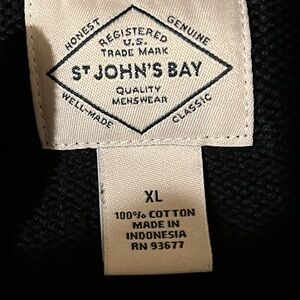 HONEST
GENUINE
REGISTERED
U.S.
TRADE MARK
ST JOHN'S BAY
QUALITY
MENSWEAR
WELL-MADE
CLASSIC
XL
100% COTTON
MADE IN
INDONESIA
RN 93677